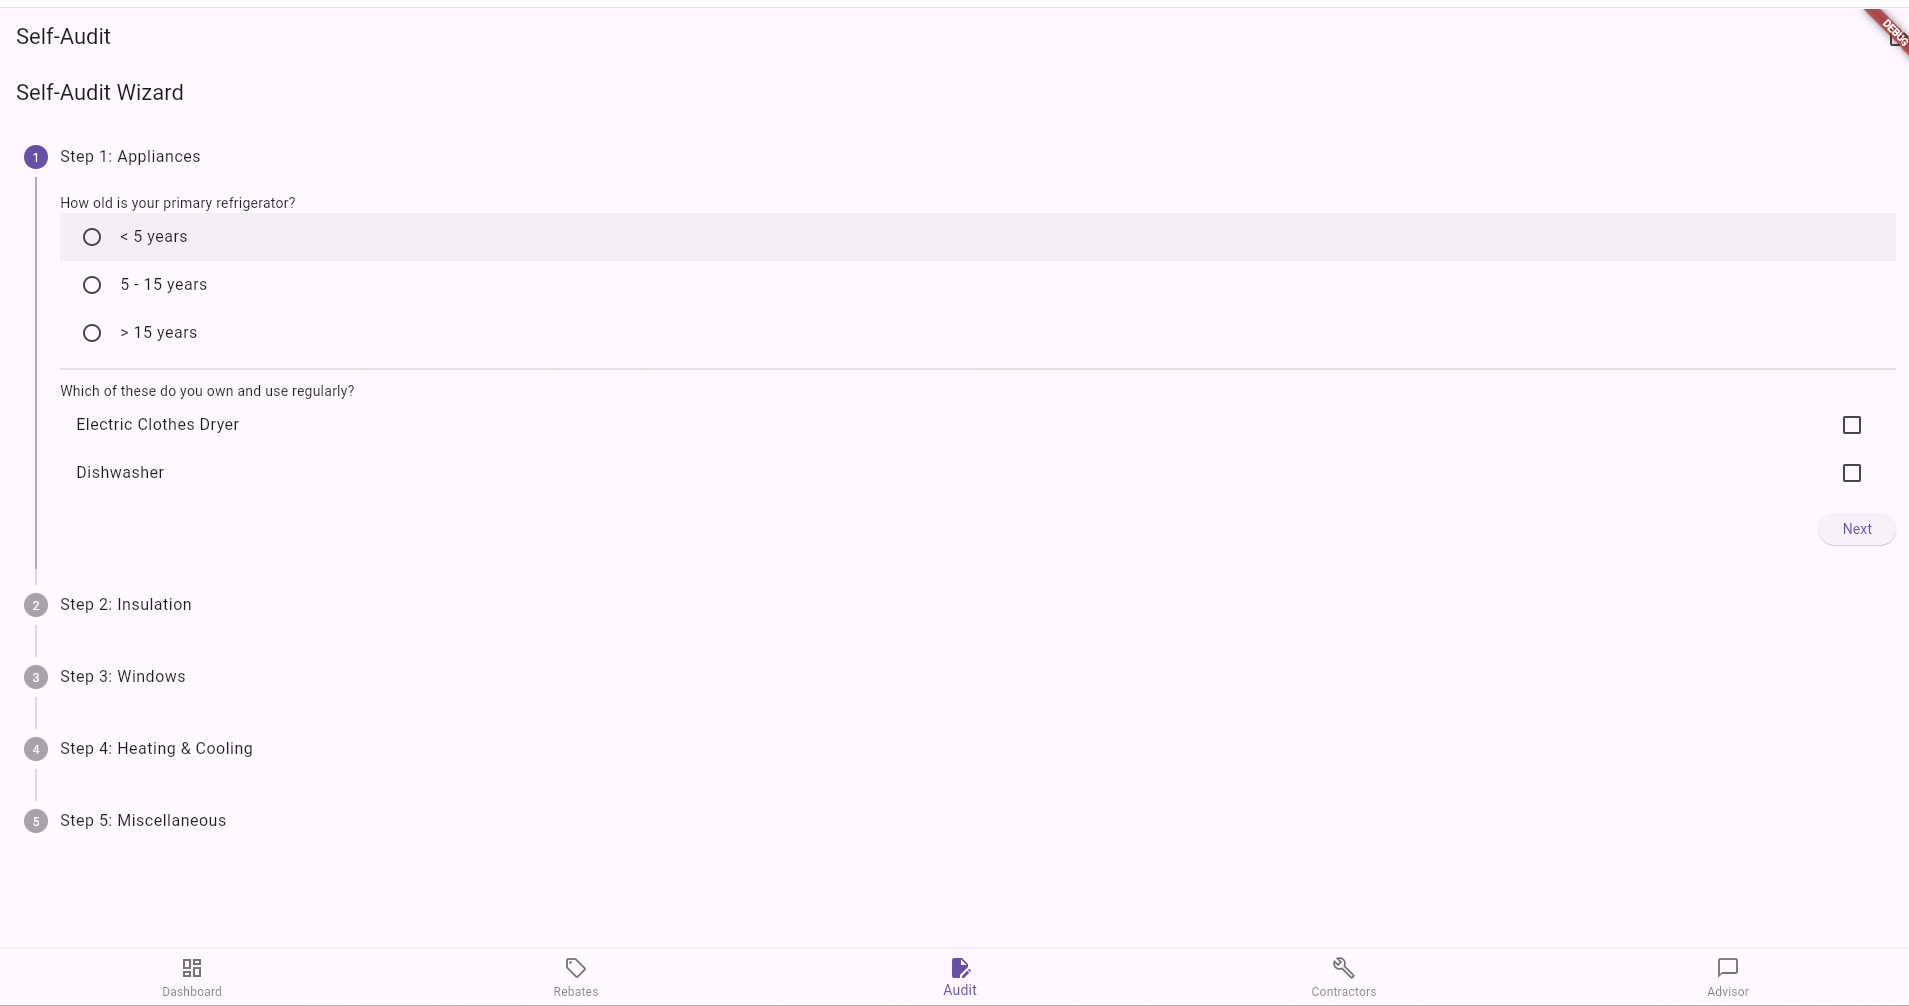 Self-Audit
DEBUG
Self-Audit Wizard
1 Step 1: Appliances
How old is your primary refrigerator?
< 5 years
5 - 15 years
> 15 years
Which of these do you own and use regularly?
Electric Clothes Dryer
Dishwasher
Next
2 Step 2: Insulation
3 Step 3: Windows
4 Step 4: Heating & Cooling
5 Step 5: Miscellaneous
Dashboard Rebates Audit Contractors Advisor